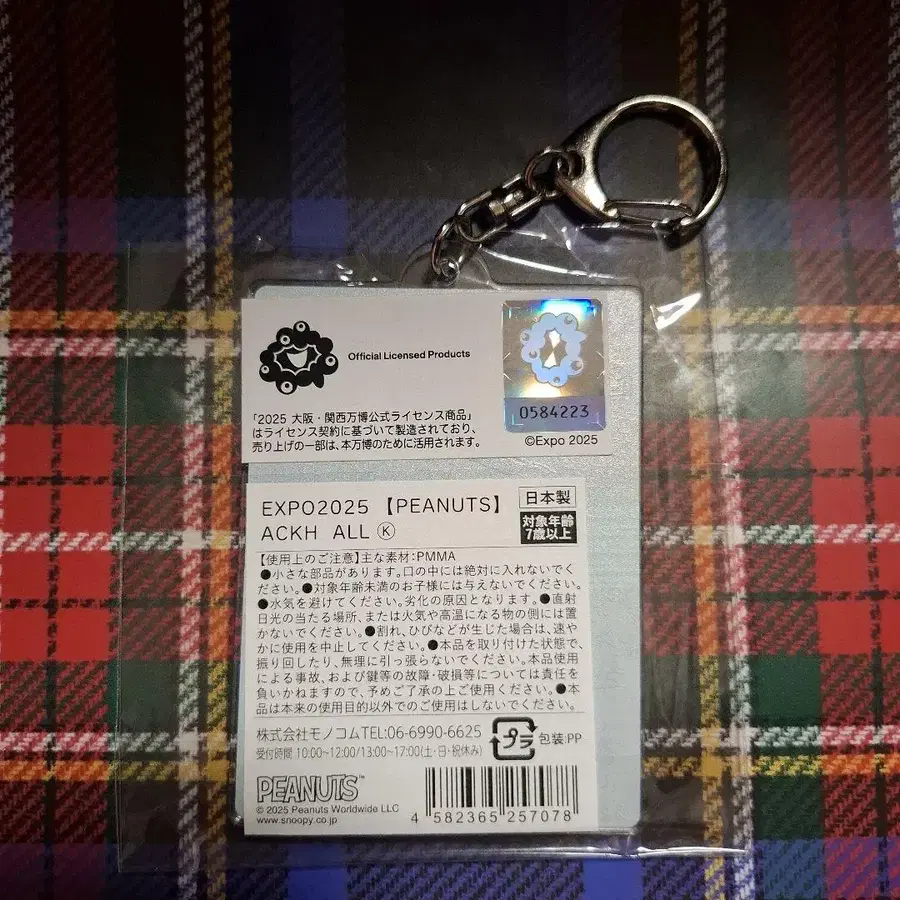 Official Licensed Products
「2025 大阪・関西万博公式ライセンス商品」
はライセンス契約に基づいて製造されており、
売り上げの一部は、本万博のために活用されます。
0584223
©Expo 2025
EXPO2025 【PEANUTS】
ACKH ALL Ⓚ
日本製
対象年齢
7歳以上
【使用上のご注意】主な素材:PMMA
●小さな部品があります。口の中には絶対に入れないでく
ださい。●対象年齢未満のお子様には与えないでください。
●水気を避けてください。劣化の原因となります。●直射
日光の当たる場所、または火気や高温になる物の側には置
かないでください。●割れ、ひびなどが生じた場合は、速や
かに使用を中止してください。●本品を取り付けた状態で、
振り回したり、無理に引っ張らないでください。本品使用
による事故、および鍵等の故障・破損等については責任を
負いかねますので、予めご了承の上ご使用ください。●本
品は本来の使用目的以外でのご使用はしないでください。
株式会社モノコムTEL:06-6990-6625
受付時間 10:00~12:00/13:00~17:00(土・日・祝休み)
プラ
包装:PP
PEANUTS™
© 2025 Peanuts Worldwide LLC
www.snoopy.co.jp
4 582365 257078